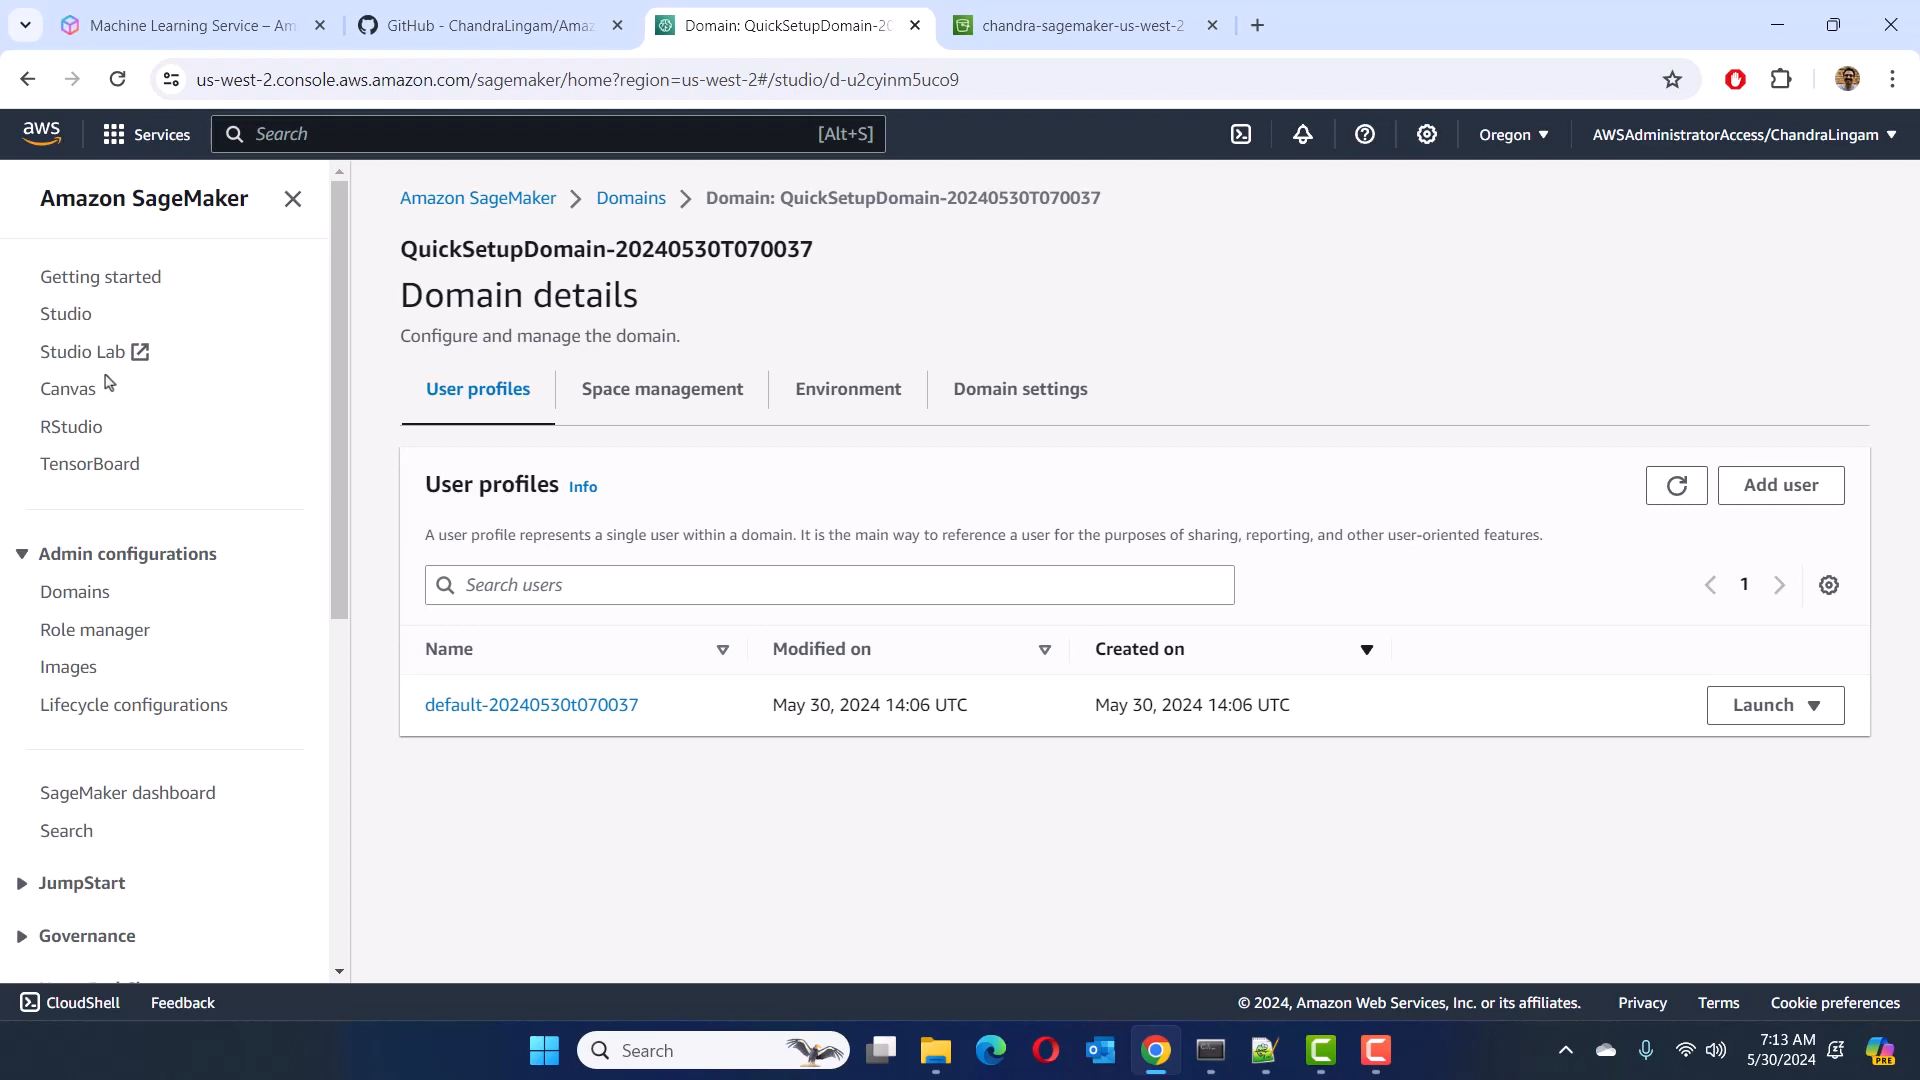 Machine Learning Service – Am
GitHub - ChandraLingam/Amaz
Domain: QuickSetupDomain-20
chandra-sagemaker-us-west-2
us-west-2.console.aws.amazon.com/sagemaker/home?region=us-west-2#/studio/d-u2cyinm5uco9
aws
Services
Search
[Alt+S]
Oregon
AWSAdministratorAccess/ChandraLingam
Amazon SageMaker
Getting started
Studio
Studio Lab
Canvas
RStudio
TensorBoard
Admin configurations
Domains
Role manager
Images
Lifecycle configurations
SageMaker dashboard
Search
JumpStart
Governance
Amazon SageMaker
Domains
Domain: QuickSetupDomain-20240530T070037
QuickSetupDomain-20240530T070037
Domain details
Configure and manage the domain.
User profiles
Space management
Environment
Domain settings
User profiles Info
Add user
A user profile represents a single user within a domain. It is the main way to reference a user for the purposes of sharing, reporting, and other user-oriented features.
Search users
1
Name
Modified on
Created on
default-20240530t070037
May 30, 2024 14:06 UTC
May 30, 2024 14:06 UTC
Launch
CloudShell
Feedback
© 2024, Amazon Web Services, Inc. or its affiliates.
Privacy
Terms
Cookie preferences
Search
7:13 AM
5/30/2024
PRE